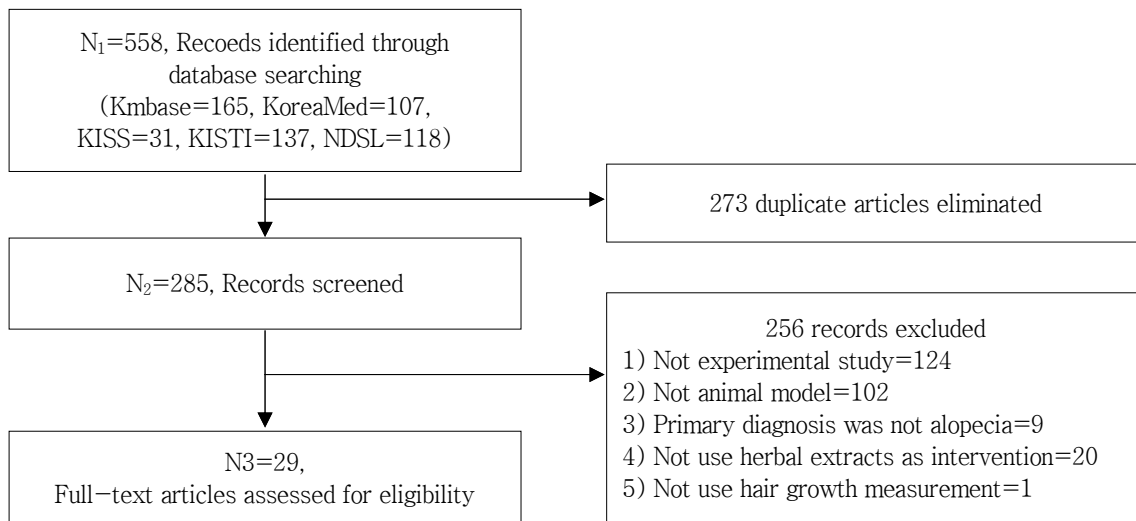 N₁=558, Recoeds identified through
database searching
(Kmbase=165, KoreaMed=107,
KISS=31, KISTI=137, NDSL=118)
273 duplicate articles eliminated
N₂=285, Records screened
256 records excluded
1) Not experimental study=124
2) Not animal model=102
3) Primary diagnosis was not alopecia=9
4) Not use herbal extracts as intervention=20
5) Not use hair growth measurement=1
N3=29,
Full-text articles assessed for eligibility